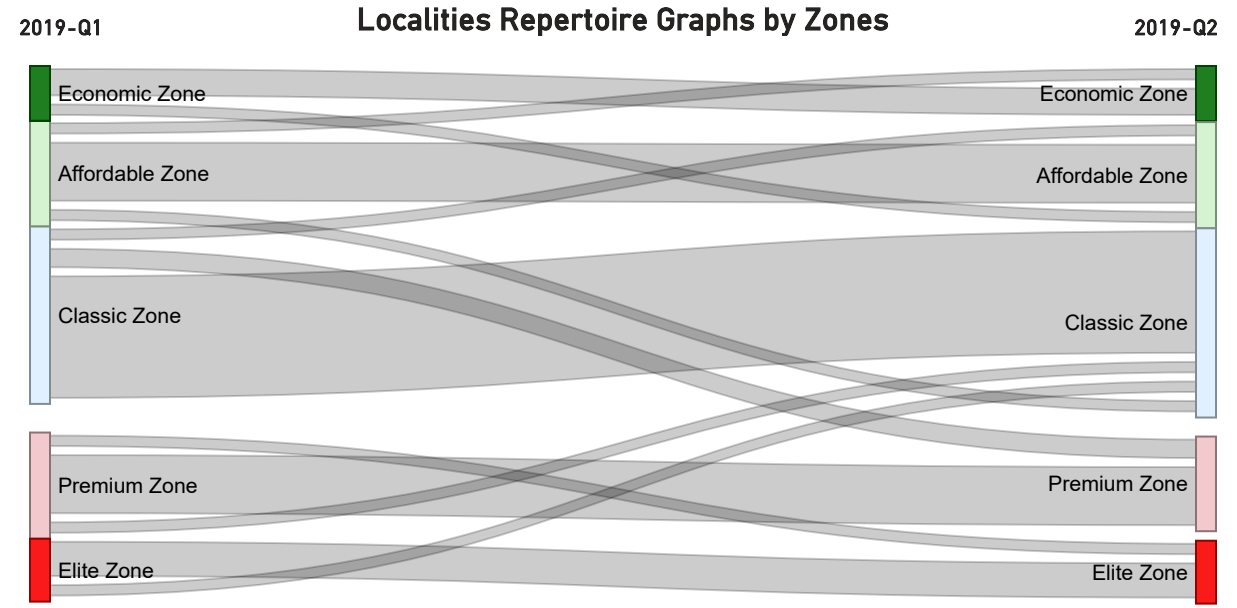 Localities Repertoire Graphs by Zones
2019-Q1
2019-Q2
Economic Zone
Economic Zone
Affordable Zone
Affordable Zone
Classic Zone
Classic Zone
Premium Zone
Premium Zone
Elite Zone
Elite Zone